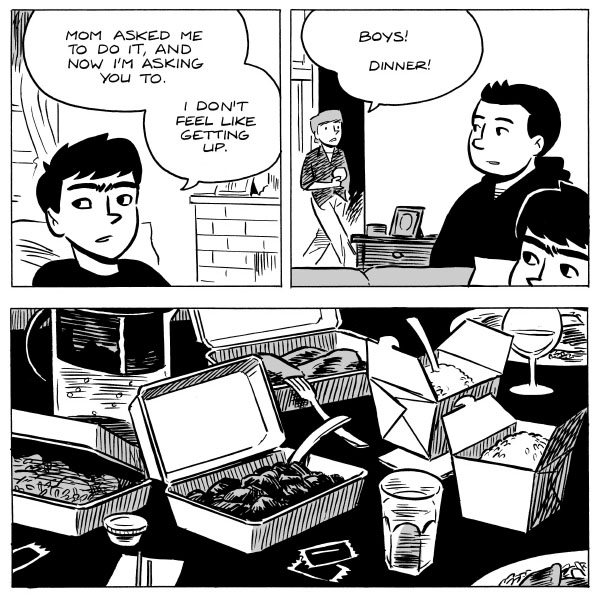 MOM ASKED ME
TO DO IT, AND
NOW I'M ASKING
YOU TO.
I DON'T
FEEL LIKE
GETTING
UP.
BOYS!
DINNER!